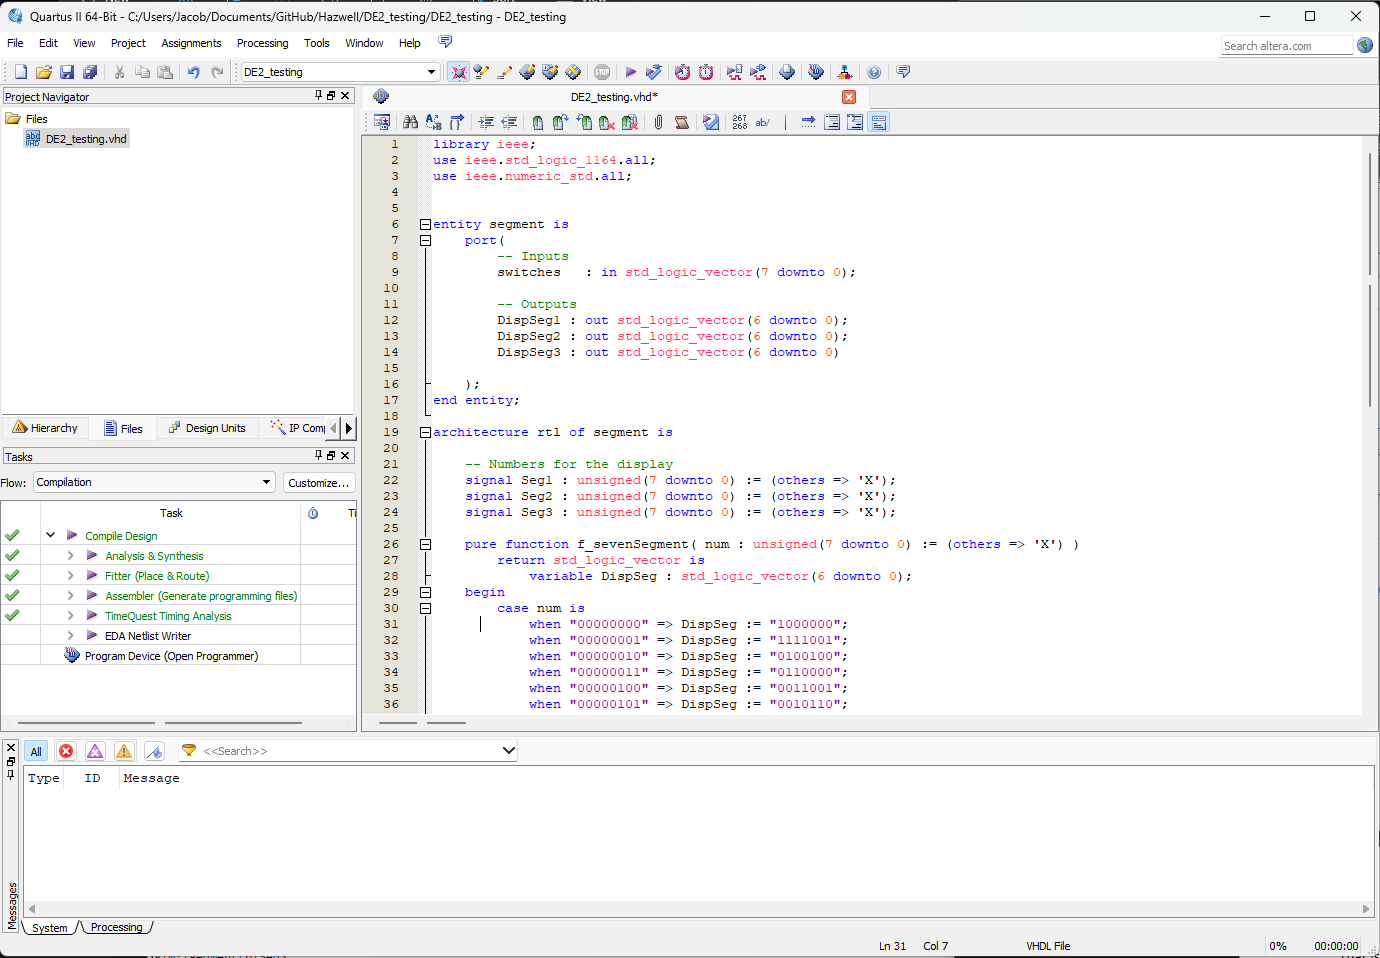 Quartus II 64-Bit - C:/Users/Jacob/Documents/GitHub/Hazwell/DE2_testing/DE2_testing - DE2_testing
File Edit View Project Assignments Processing Tools Window Help
Search altera.com
DE2_testing
STOP
Project Navigator
DE2_testing.vhd*
Files
abc VHD DE2_testing.vhd
267 268 ab/
1 library ieee;
2 use ieee.std_logic_1164.all;
3 use ieee.numeric_std.all;
4
5
6 entity segment is
7 port(
8 -- Inputs
9 switches : in std_logic_vector(7 downto 0);
10
11 -- Outputs
12 DispSeg1 : out std_logic_vector(6 downto 0);
13 DispSeg2 : out std_logic_vector(6 downto 0);
14 DispSeg3 : out std_logic_vector(6 downto 0)
15
16 );
17 end entity;
18
19 architecture rtl of segment is
20
21 -- Numbers for the display
22 signal Seg1 : unsigned(7 downto 0) := (others => 'X');
23 signal Seg2 : unsigned(7 downto 0) := (others => 'X');
24 signal Seg3 : unsigned(7 downto 0) := (others => 'X');
25
26 pure function f_sevenSegment( num : unsigned(7 downto 0) := (others => 'X') )
27 return std_logic_vector is
28 variable DispSeg : std_logic_vector(6 downto 0);
29 begin
30 case num is
31 when "00000000" => DispSeg := "1000000";
32 when "00000001" => DispSeg := "1111001";
33 when "00000010" => DispSeg := "0100100";
34 when "00000011" => DispSeg := "0110000";
35 when "00000100" => DispSeg := "0011001";
36 when "00000101" => DispSeg := "0010110";
Hierarchy Files Design Units IP Comp
Tasks
Flow: Compilation Customize...
Task Ti
Compile Design
Analysis & Synthesis
Fitter (Place & Route)
Assembler (Generate programming files)
TimeQuest Timing Analysis
EDA Netlist Writer
Program Device (Open Programmer)
All <<Search>>
Type ID Message
Messages
System Processing
Ln 31 Col 7 VHDL File 0% 00:00:00